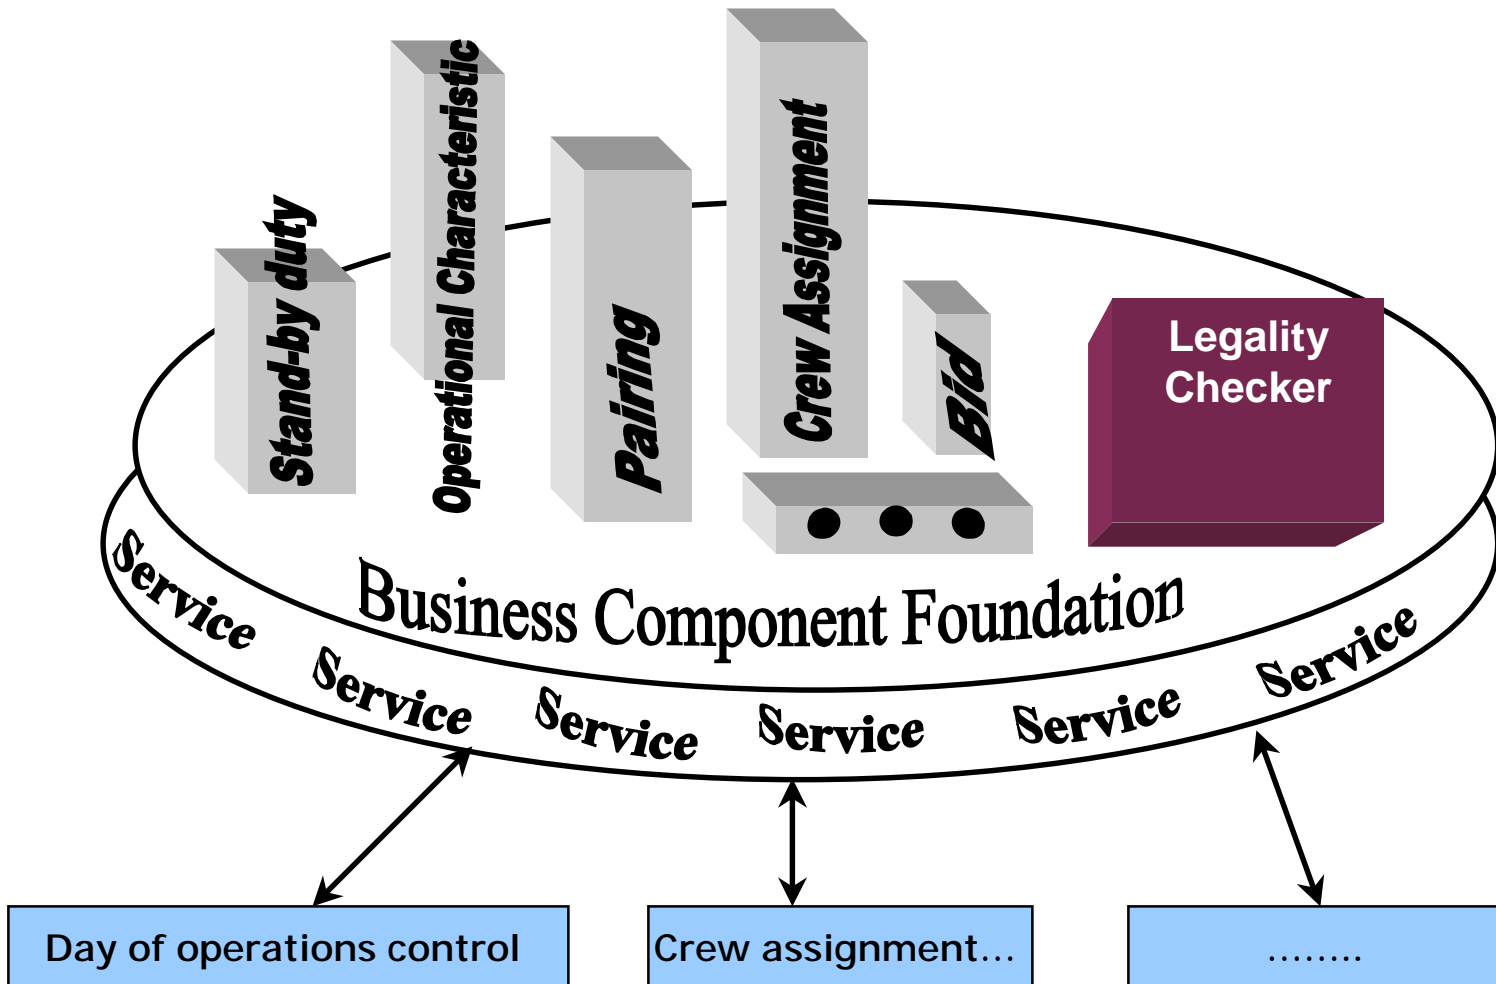 Stand-by duty
Operational Characteristic
Pairing
Crew Assignment
Bid
Legality
Checker
Business Component Foundation
Service
Service
Service
Service
Service
Service
Day of operations control
Crew assignment...
........